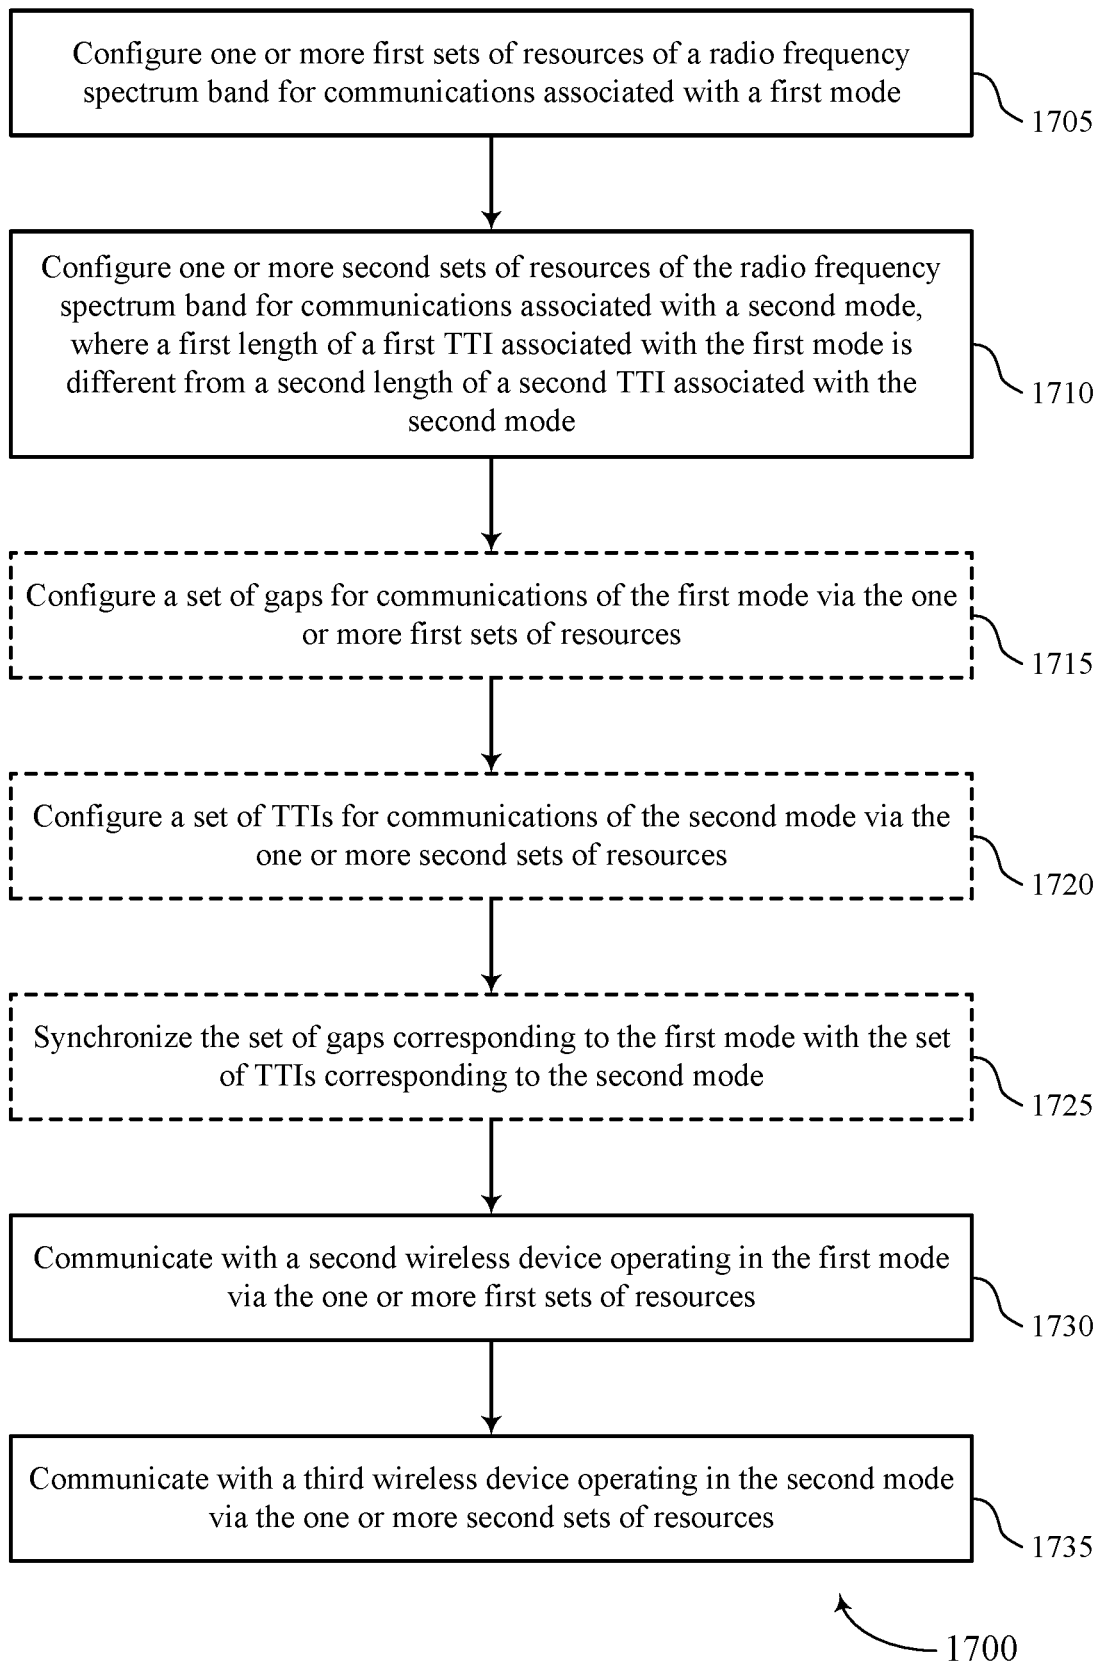 Configure one or more first sets of resources of a radio frequency
spectrum band for communications associated with a first mode
1705
Configure one or more second sets of resources of the radio frequency
spectrum band for communications associated with a second mode,
where a first length of a first TTI associated with the first mode is
different from a second length of a second TTI associated with the
second mode
1710
Configure a set of gaps for communications of the first mode via the one
or more first sets of resources
1715
Configure a set of TTIs for communications of the second mode via the
one or more second sets of resources
1720
Synchronize the set of gaps corresponding to the first mode with the set
of TTIs corresponding to the second mode
1725
Communicate with a second wireless device operating in the first mode
via the one or more first sets of resources
1730
Communicate with a third wireless device operating in the second mode
via the one or more second sets of resources
1735
1700